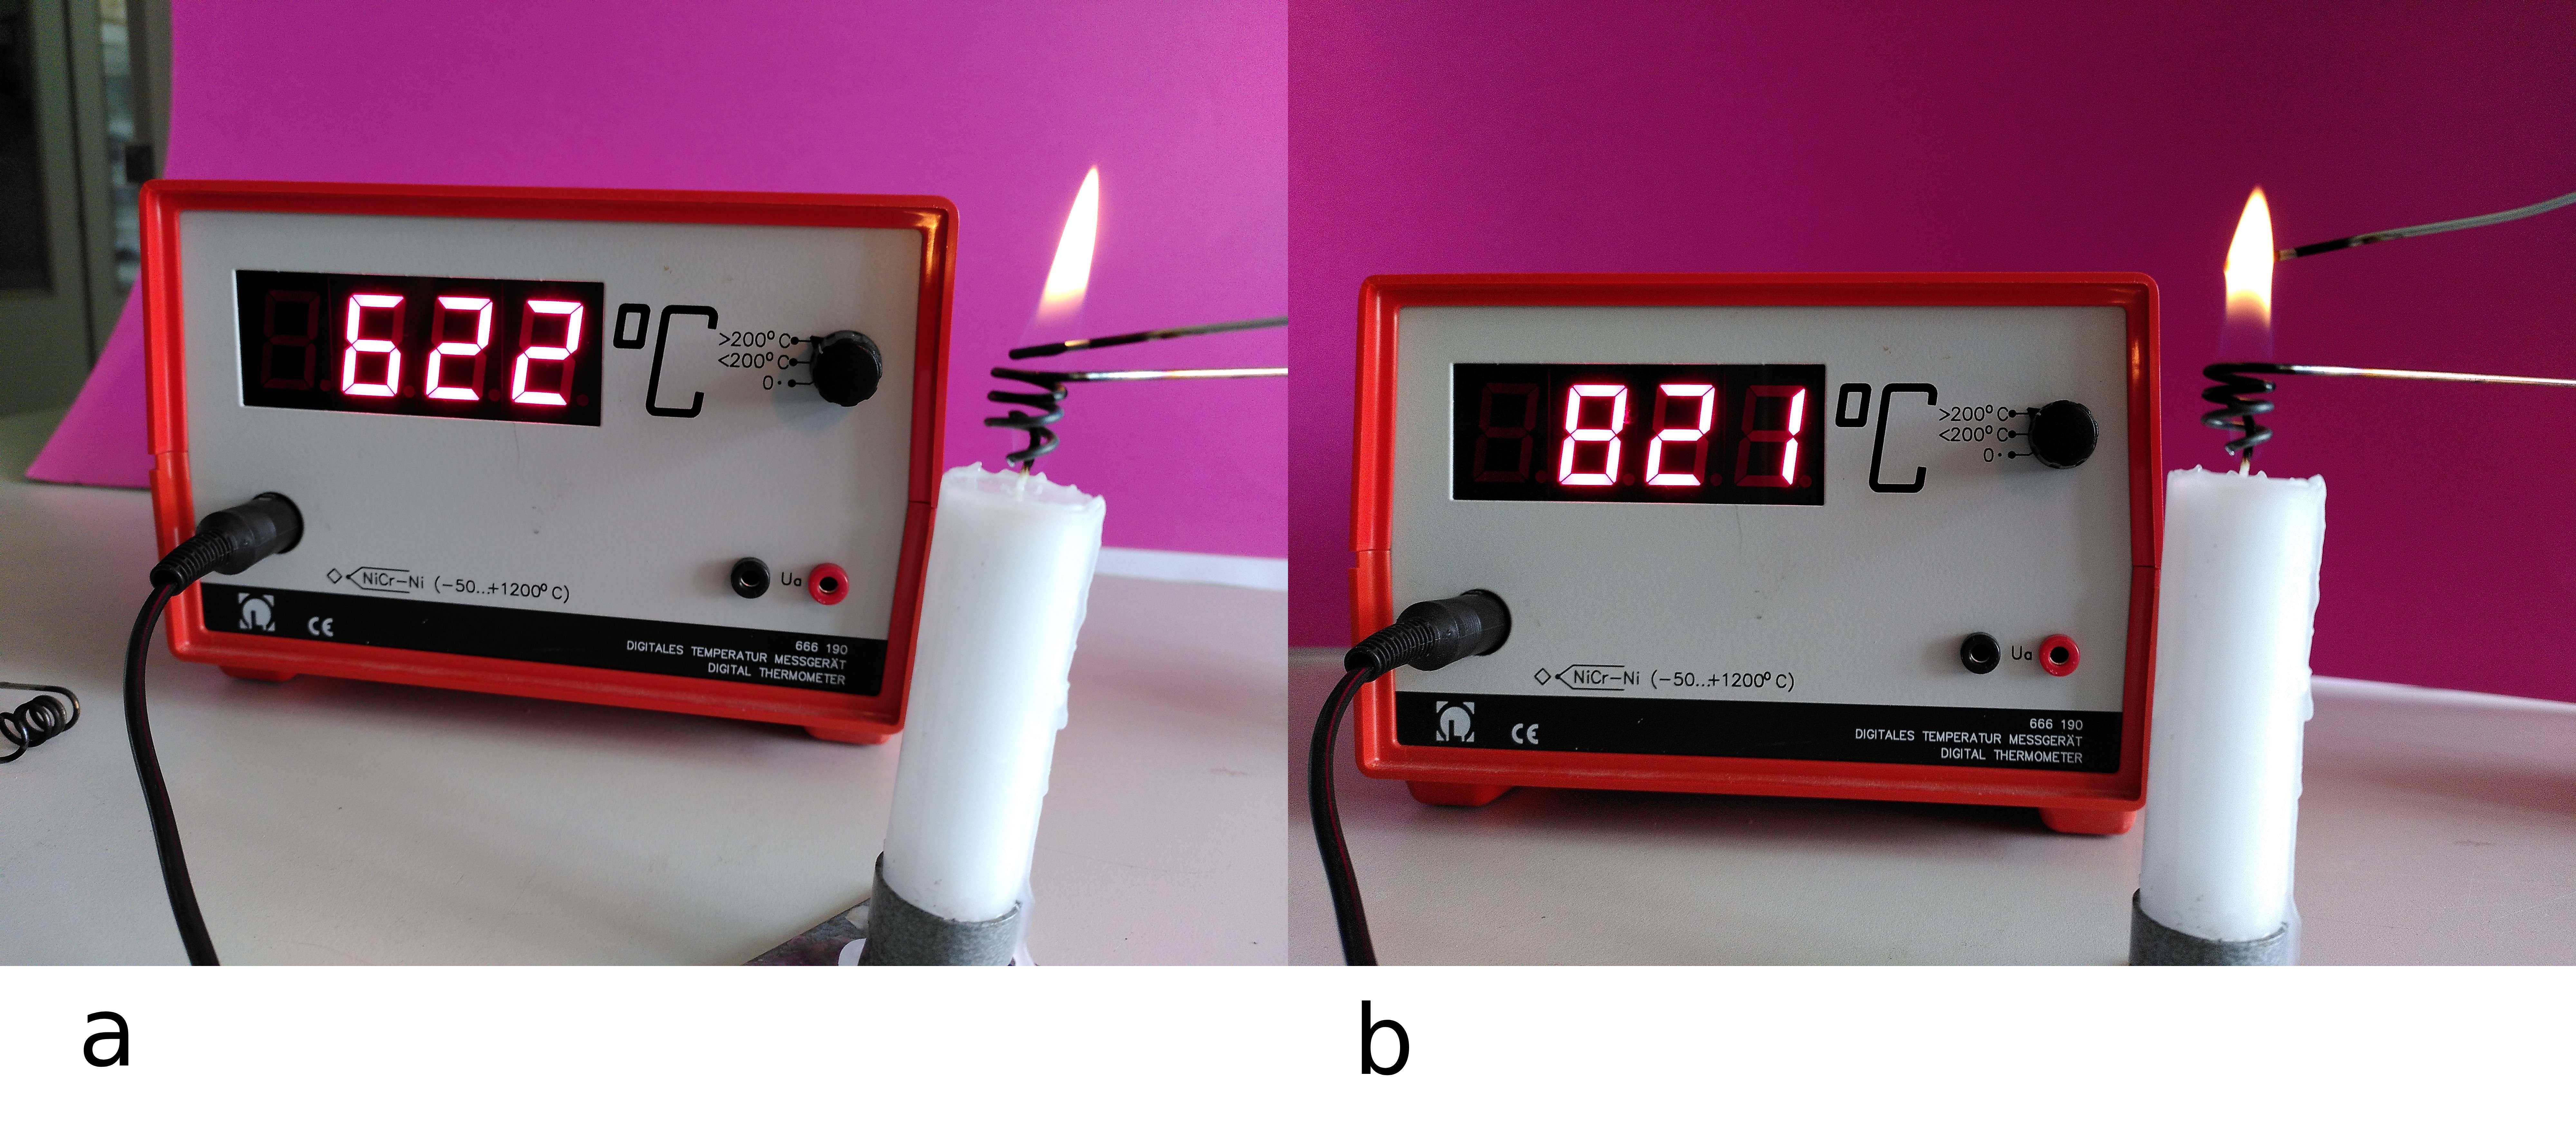 622 °C
>200° C
<200° C
0
NiCr-Ni (-50...+1200° C)
Ua
CE
666 190
DIGITALES TEMPERATUR MESSGERÄT
DIGITAL THERMOMETER
821 °C
>200° C
<200° C
0
NiCr-Ni (-50...+1200° C)
Ua
CE
666 190
DIGITALES TEMPERATUR MESSGERÄT
DIGITAL THERMOMETER
a
b